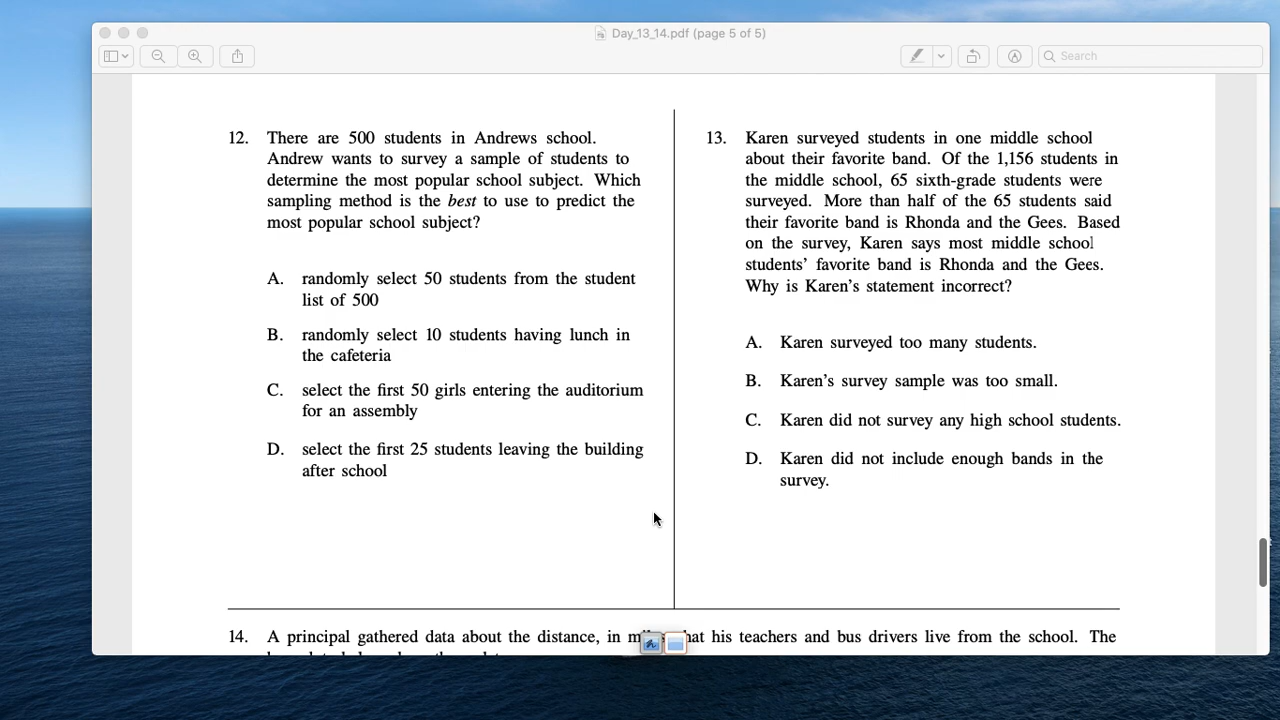 Day_13_14.pdf (page 5 of 5)
Search
12. There are 500 students in Andrews school.
Andrew wants to survey a sample of students to
determine the most popular school subject. Which
sampling method is the best to use to predict the
most popular school subject?
A. randomly select 50 students from the student
list of 500
B. randomly select 10 students having lunch in
the cafeteria
C. select the first 50 girls entering the auditorium
for an assembly
D. select the first 25 students leaving the building
after school
13. Karen surveyed students in one middle school
about their favorite band. Of the 1,156 students in
the middle school, 65 sixth-grade students were
surveyed. More than half of the 65 students said
their favorite band is Rhonda and the Gees. Based
on the survey, Karen says most middle school
students' favorite band is Rhonda and the Gees.
Why is Karen's statement incorrect?
A. Karen surveyed too many students.
B. Karen's survey sample was too small.
C. Karen did not survey any high school students.
D. Karen did not include enough bands in the
survey.
14. A principal gathered data about the distance, in his teachers and bus drivers live from the school. The